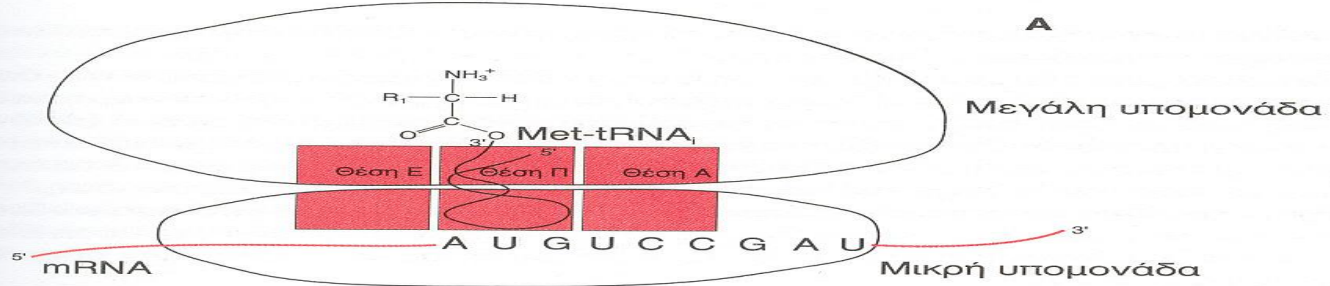 A
NH₃⁺
R₁ C H
C
O O Met-tRNAᵢ
3'
5'
Θέση Ε Θέση Π Θέση Α
Μεγάλη υπομονάδα
A U G U C C G A U
5' mRNA
3'
Μικρή υπομονάδα